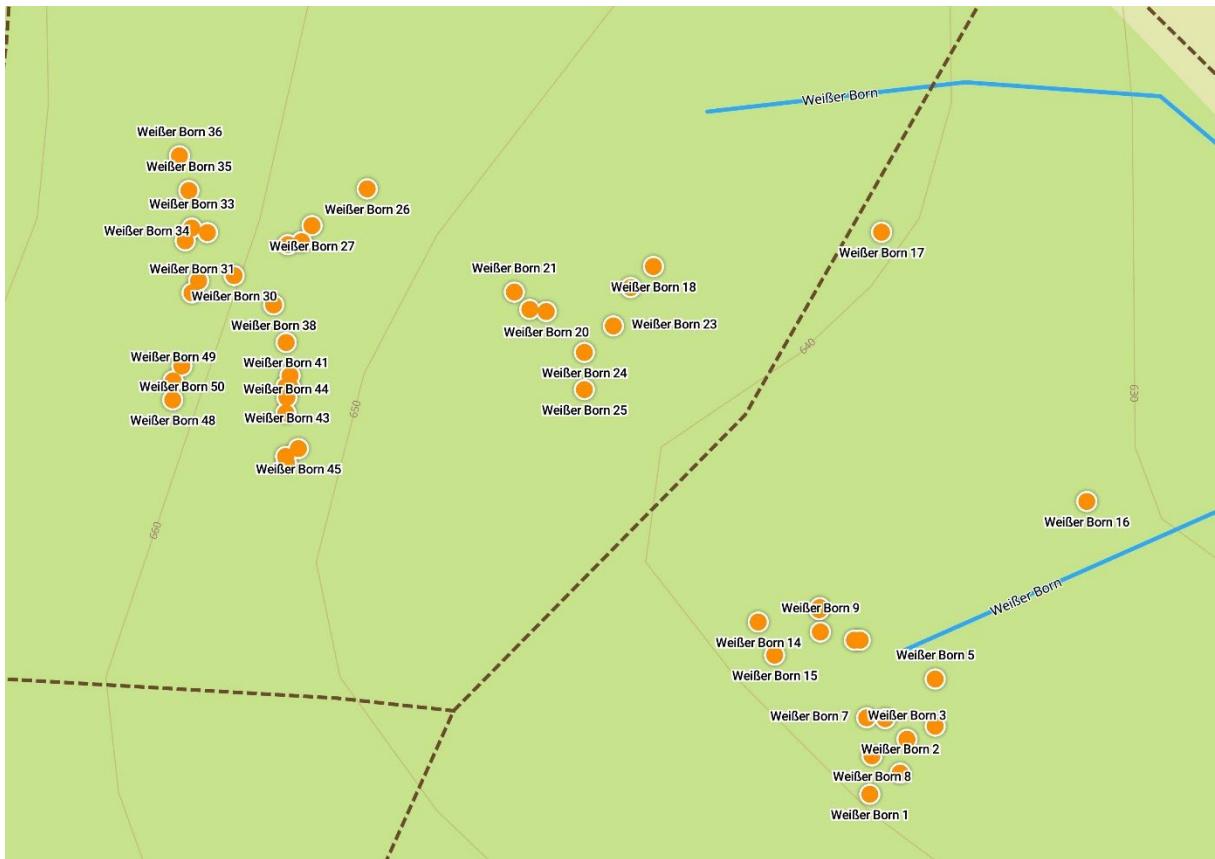 Weißer Born
Weißer Born 36
Weißer Born 35
Weißer Born 33
Weißer Born 34
Weißer Born 26
Weißer Born 27
Weißer Born 17
Weißer Born 31
Weißer Born 30
Weißer Born 21
Weißer Born 18
Weißer Born 38
Weißer Born 20
Weißer Born 23
640
Weißer Born 49
Weißer Born 41
Weißer Born 24
Weißer Born 50
Weißer Born 44
630
Weißer Born 48
Weißer Born 43
650
Weißer Born 25
Weißer Born 45
660
Weißer Born 16
Weißer Born
Weißer Born 9
Weißer Born 14
Weißer Born 5
Weißer Born 15
Weißer Born 7
Weißer Born 3
Weißer Born 2
Weißer Born 8
Weißer Born 1